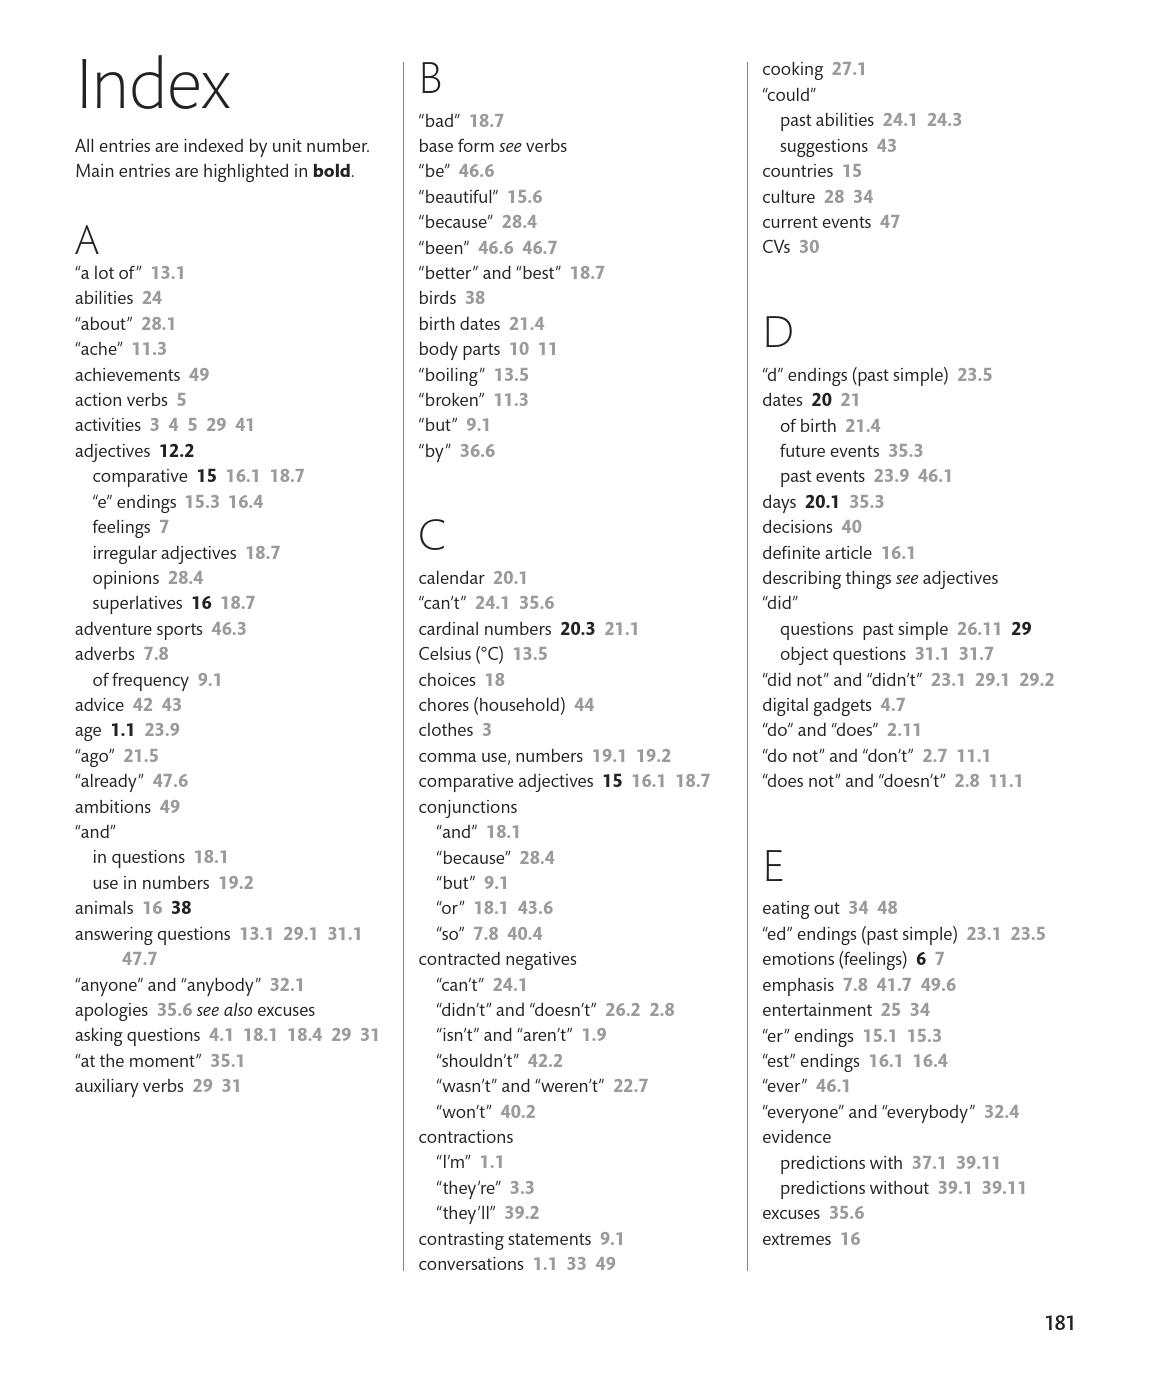 Index
All entries are indexed by unit number.
Main entries are highlighted in bold.
A
“a lot of” 13.1
abilities 24
“about” 28.1
“ache” 11.3
achievements 49
action verbs 5
activities 3 4 5 29 41
adjectives 12.2
comparative 15 16.1 18.7
“e” endings 15.3 16.4
feelings 7
irregular adjectives 18.7
opinions 28.4
superlatives 16 18.7
adventure sports 46.3
adverbs 7.8
of frequency 9.1
advice 42 43
age 1.1 23.9
“ago” 21.5
“already” 47.6
ambitions 49
“and”
in questions 18.1
use in numbers 19.2
animals 16 38
answering questions 13.1 29.1 31.1
47.7
“anyone” and “anybody” 32.1
apologies 35.6 see also excuses
asking questions 4.1 18.1 18.4 29 31
“at the moment” 35.1
auxiliary verbs 29 31
B
“bad” 18.7
base form see verbs
“be” 46.6
“beautiful” 15.6
“because” 28.4
“been” 46.6 46.7
“better” and “best” 18.7
birds 38
birth dates 21.4
body parts 10 11
“boiling” 13.5
“broken” 11.3
“but” 9.1
“by” 36.6
C
calendar 20.1
“can’t” 24.1 35.6
cardinal numbers 20.3 21.1
Celsius (°C) 13.5
choices 18
chores (household) 44
clothes 3
comma use, numbers 19.1 19.2
comparative adjectives 15 16.1 18.7
conjunctions
“and” 18.1
“because” 28.4
“but” 9.1
“or” 18.1 43.6
“so” 7.8 40.4
contracted negatives
“can’t” 24.1
“didn’t” and “doesn’t” 26.2 2.8
“isn’t” and “aren’t” 1.9
“shouldn’t” 42.2
“wasn’t” and “weren’t” 22.7
“won’t” 40.2
contractions
“I’m” 1.1
“they’re” 3.3
“they’ll” 39.2
contrasting statements 9.1
conversations 1.1 33 49
cooking 27.1
“could”
past abilities 24.1 24.3
suggestions 43
countries 15
culture 28 34
current events 47
CVs 30
D
“d” endings (past simple) 23.5
dates 20 21
of birth 21.4
future events 35.3
past events 23.9 46.1
days 20.1 35.3
decisions 40
definite article 16.1
describing things see adjectives
“did”
questions past simple 26.11 29
object questions 31.1 31.7
“did not” and “didn’t” 23.1 29.1 29.2
digital gadgets 4.7
“do” and “does” 2.11
“do not” and “don’t” 2.7 11.1
“does not” and “doesn’t” 2.8 11.1
E
eating out 34 48
“ed” endings (past simple) 23.1 23.5
emotions (feelings) 6 7
emphasis 7.8 41.7 49.6
entertainment 25 34
“er” endings 15.1 15.3
“est” endings 16.1 16.4
“ever” 46.1
“everyone” and “everybody” 32.4
evidence
predictions with 37.1 39.11
predictions without 39.1 39.11
excuses 35.6
extremes 16
181